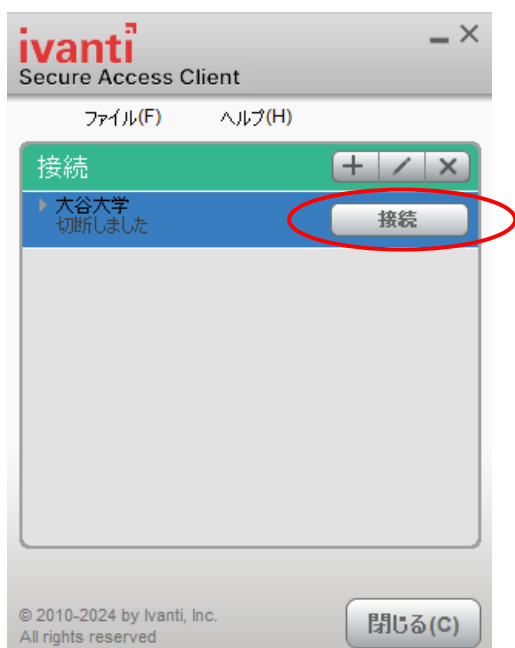 ivanti
Secure Access Client
ファイル(F) ヘルプ(H)
接続
大谷大学
切断しました
接続
© 2010-2024 by Ivanti, Inc.
All rights reserved
閉じる(C)